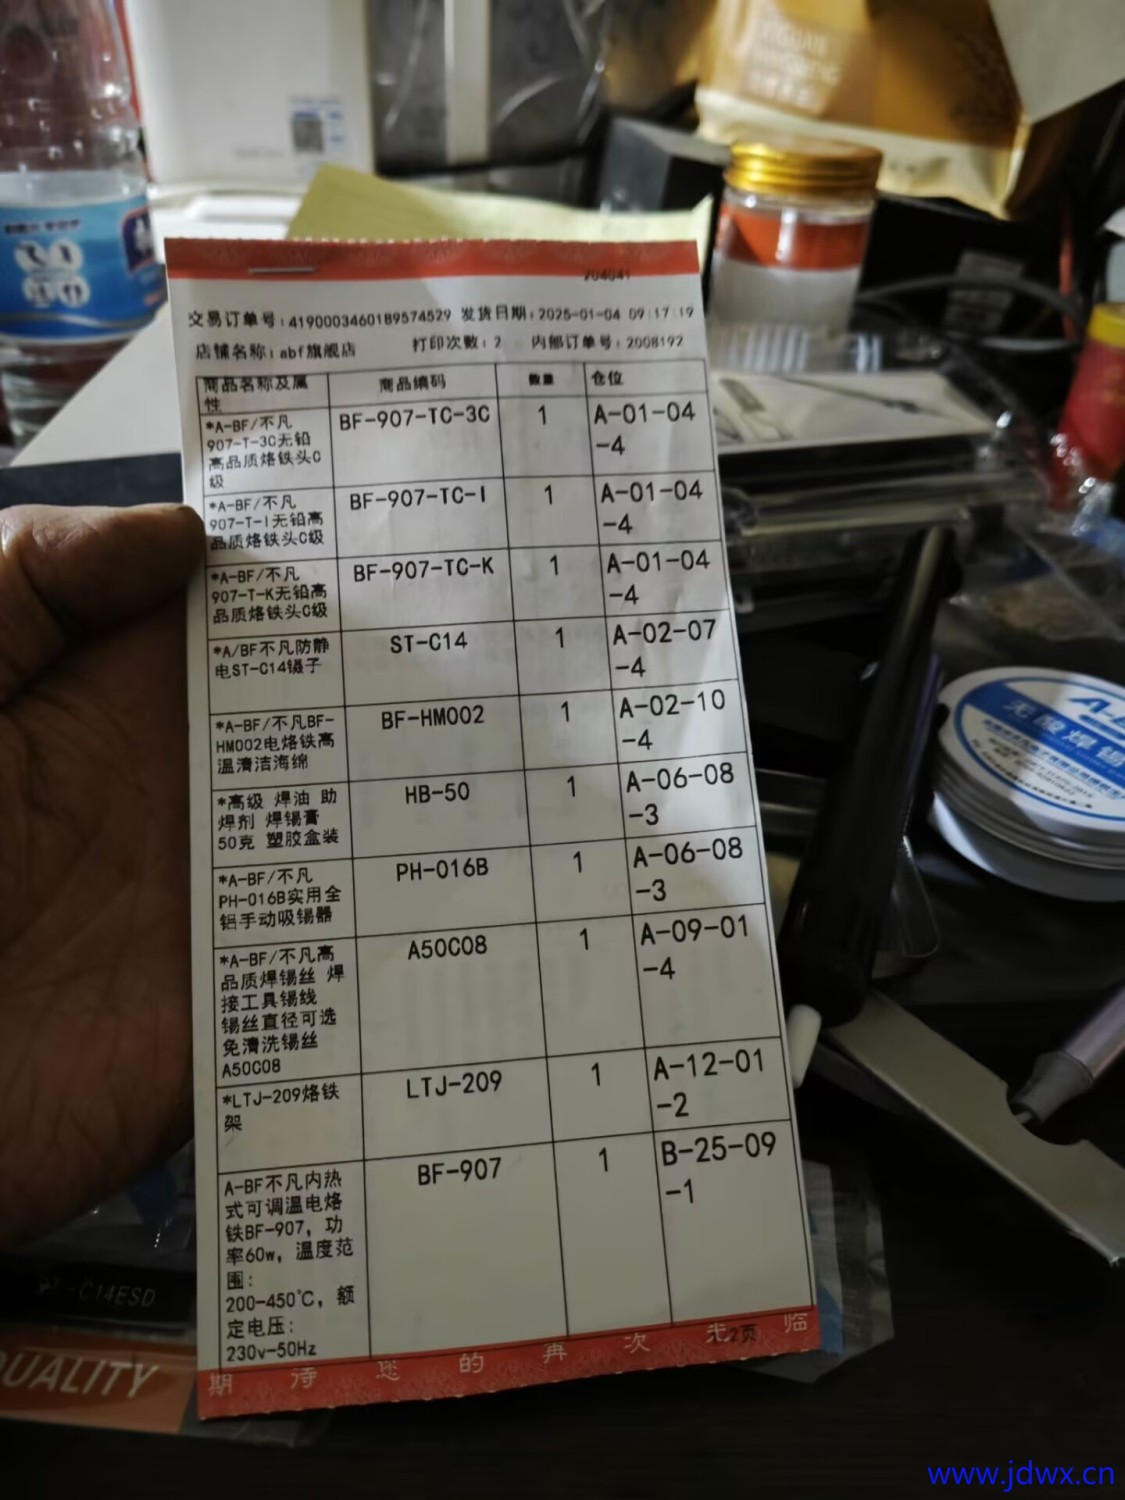 204041
交易订单号:4190003460189574529 发货日期:2025-01-04 09:17:19
店铺名称:abf旗舰店 打印次数:2 内部订单号:2008192
商品名称及属 商品编码 数量 仓位
性
*A-BF/不凡 BF-907-TC-3C 1 A-01-04
907-T-3C无铅 -4
高品质烙铁头C
级
*A-BF/不凡 BF-907-TC-I 1 A-01-04
907-T-I无铅高 -4
品质烙铁头C级
*A-BF/不凡 BF-907-TC-K 1 A-01-04
907-T-K无铅高 -4
品质烙铁头C级
*A/BF不凡防静 ST-C14 1 A-02-07
电ST-C14镊子 -4
*A-BF/不凡BF- BF-HM002 1 A-02-10
HM002电烙铁高 -4
温清洁海绵
*高级 焊油 助 HB-50 1 A-06-08
焊剂 焊锡膏 -3
50克 塑胶盒装
*A-BF/不凡 PH-016B 1 A-06-08
PH-016B实用全 -3
铝手动吸锡器
*A-BF/不凡高 A50C08 1 A-09-01
品质焊锡丝 焊 -4
接工具锡线
锡丝直径可选
免清洗锡丝
A50C08
*LTJ-209烙铁 LTJ-209 1 A-12-01
架 -2
A-BF不凡内热 BF-907 1 B-25-09
式可调温电烙 -1
铁BF-907，功
率60w，温度范
围:
200-450℃，额
定电压:
230v-50Hz
期待您的再次光临
2页
无酸焊锡
C14ESD
QUALITY
www.jdwx.cn